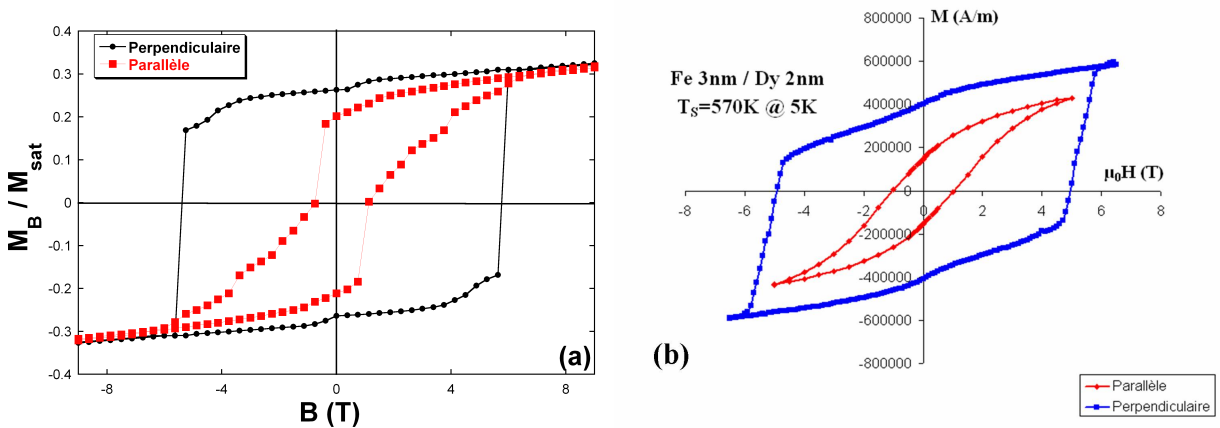 0.4
0.3
0.2
0.1
0
-0.1
-0.2
-0.3
-0.4
M_B / M_sat
Perpendiculaire
Parallèle
-8
-4
0
4
8
B (T)
(a)
M (A/m)
800000
600000
400000
200000
0
-200000
-400000
-600000
-800000
Fe 3nm / Dy 2nm
T_S=570K @ 5K
µ₀H (T)
-8
-6
-4
-2
0
2
4
6
8
(b)
Parallèle
Perpendiculaire